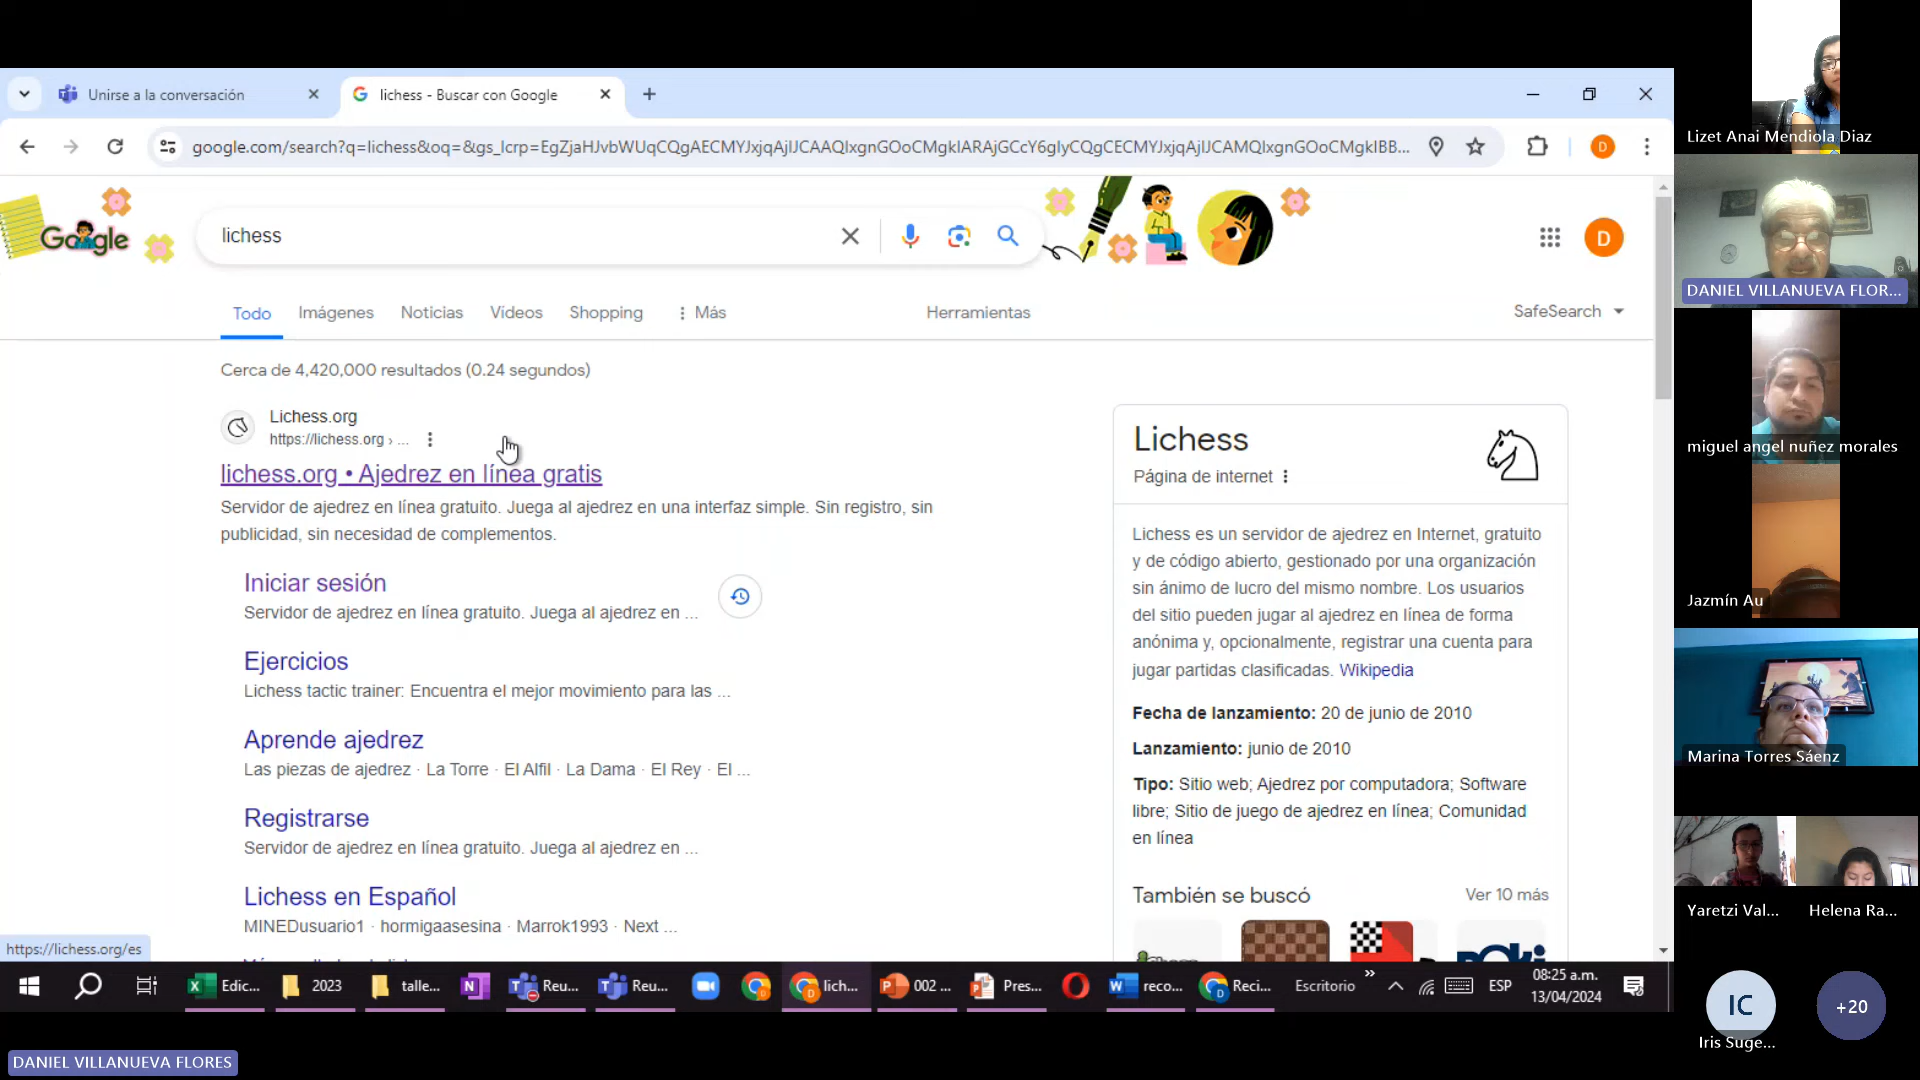 Unirse a la conversación
lichess - Buscar con Google
google.com/search?q=lichess&oq=&gs_lcrp=EgZjaHJvbWUqCQgAECMYJxjqAjIJCAAQIxgnGOoCMgkIARAjGCcY6gIyCQgCECMYJxjqAjIJCAMQIxgnGOoCMgkIBB...
Google
lichess
D
Todo
Imágenes
Noticias
Videos
Shopping
Más
Herramientas
SafeSearch
Cerca de 4,420,000 resultados (0.24 segundos)
Lichess.org
https://lichess.org › ...
lichess.org • Ajedrez en línea gratis
Servidor de ajedrez en línea gratuito. Juega al ajedrez en una interfaz simple. Sin registro, sin
publicidad, sin necesidad de complementos.
Iniciar sesión
Servidor de ajedrez en línea gratuito. Juega al ajedrez en ...
Ejercicios
Lichess tactic trainer: Encuentra el mejor movimiento para las ...
Aprende ajedrez
Las piezas de ajedrez · La Torre · El Alfil · La Dama · El Rey · El ...
Registrarse
Servidor de ajedrez en línea gratuito. Juega al ajedrez en ...
Lichess en Español
MINEDusuario1 · hormigaasesina · Marrok1993 · Next ...
https://lichess.org/es
Lichess
Página de internet
Lichess es un servidor de ajedrez en Internet, gratuito
y de código abierto, gestionado por una organización
sin ánimo de lucro del mismo nombre. Los usuarios
del sitio pueden jugar al ajedrez en línea de forma
anónima y, opcionalmente, registrar una cuenta para
jugar partidas clasificadas. Wikipedia
Fecha de lanzamiento: 20 de junio de 2010
Lanzamiento: junio de 2010
Tipo: Sitio web; Ajedrez por computadora; Software
libre; Sitio de juego de ajedrez en línea; Comunidad
en línea
También se buscó
Ver 10 más
Edic...
2023
talle...
Reu...
Reu...
lich...
002 ...
Pres...
reco...
Reci...
Escritorio
ESP
08:25 a.m.
13/04/2024
DANIEL VILLANUEVA FLORES
Lizet Anai Mendiola Diaz
DANIEL VILLANUEVA FLOR...
miguel angel nuñez morales
Jazmín Au
Marina Torres Sáenz
Yaretzi Val...
Helena Ra...
IC
+20
Iris Suge...